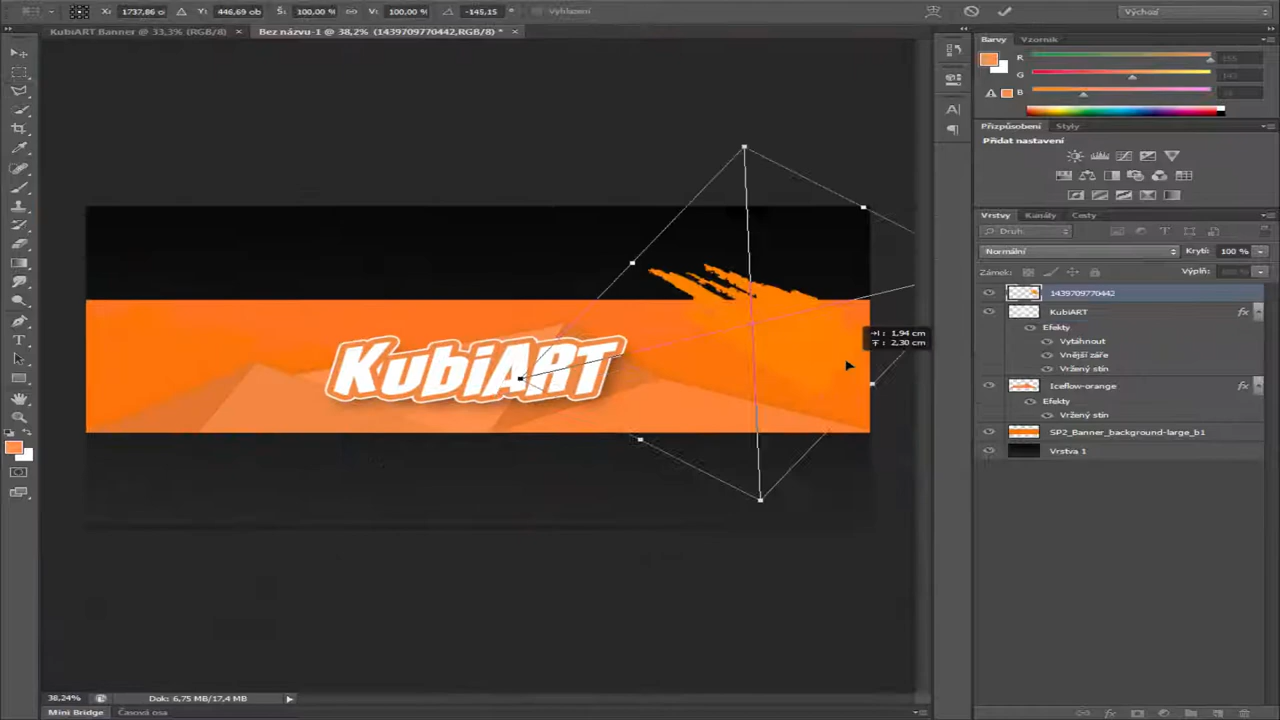 X: 1737,86 ob Y: 446,69 ob Š: 100,00 % V: 100,00 % -145,15 ° Vyhlazení Výchozí
KubiART Banner @ 33,3% (RGB/8) × Bez názvu-1 @ 38,2% (1439709770442,RGB/8) * ×
Barvy Vzorník
R 255
G
B
Přizpůsobení Styly
Přidat nastavení
Vrstvy Kanály Cesty
Druh
Normální Krytí: 100 %
Zámek: Výplň:
1439709770442
KubiART fx
Efekty
Vytáhnout
Vnější záře
Vržený stín
Iceflow-orange fx
Efekty
Vržený stín
SP2_Banner_background-large_b1
Vrstva 1
KubiART
: 1,94 cm
: 2,30 cm
38,24% Dok: 6,75 MB/17,4 MB
Mini Bridge Časová osa